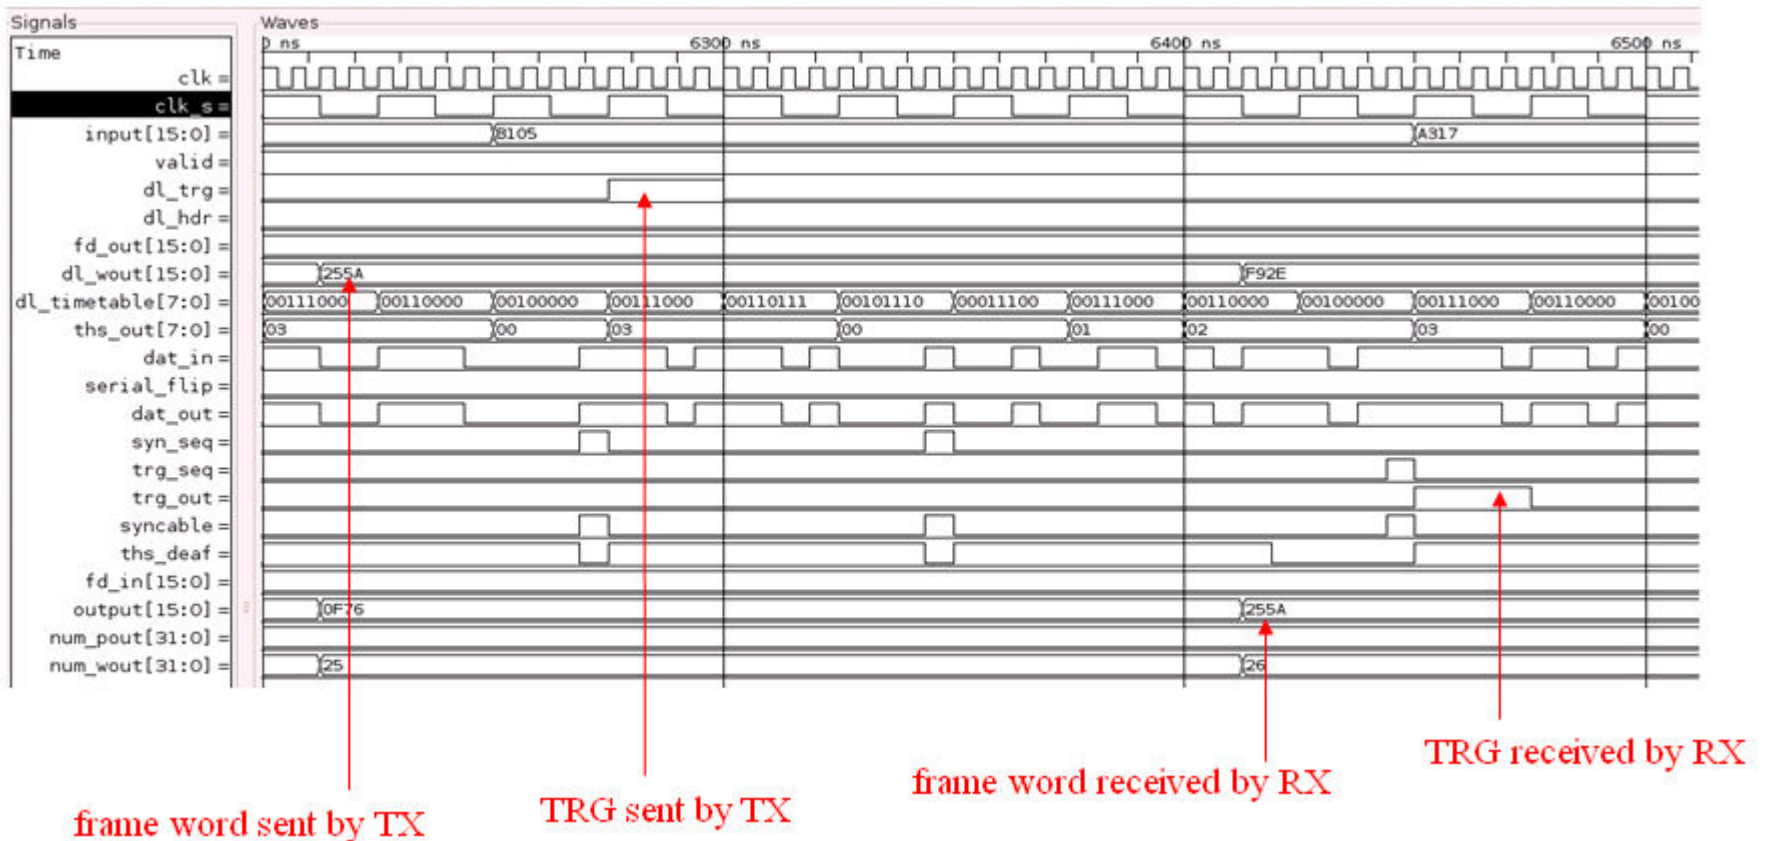 Signals Waves
Time 0 ns 6300 ns 6400 ns 6500 ns
clk =
clk_s =
input[15:0] = 8105 A317
valid =
dl_trg =
dl_hdr =
fd_out[15:0] =
dl_wout[15:0] = 255A F92E
dl_timetable[7:0] = 00111000 00110000 00100000 00111000 00110111 00101110 00011100 00111000 00110000 00100000 00111000 00110000 00100
ths_out[7:0] = 03 00 03 00 01 02 03 00
dat_in =
serial_flip =
dat_out =
syn_seq =
trg_seq =
trg_out =
syncable =
ths_deaf =
fd_in[15:0] =
output[15:0] = 0F76 255A
num_pout[31:0] =
num_wout[31:0] = 25 26
TRG received by RX
frame word received by RX
TRG sent by TX
frame word sent by TX